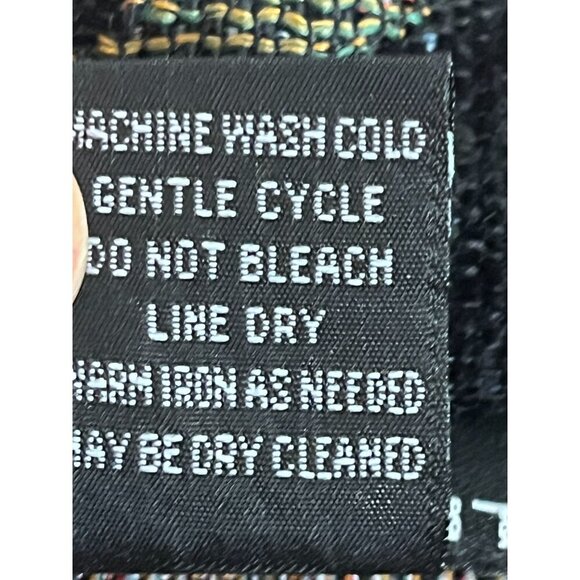 MACHINE WASH COLD
GENTLE CYCLE
DO NOT BLEACH
LINE DRY
WARM IRON AS NEEDED
MAY BE DRY CLEANED